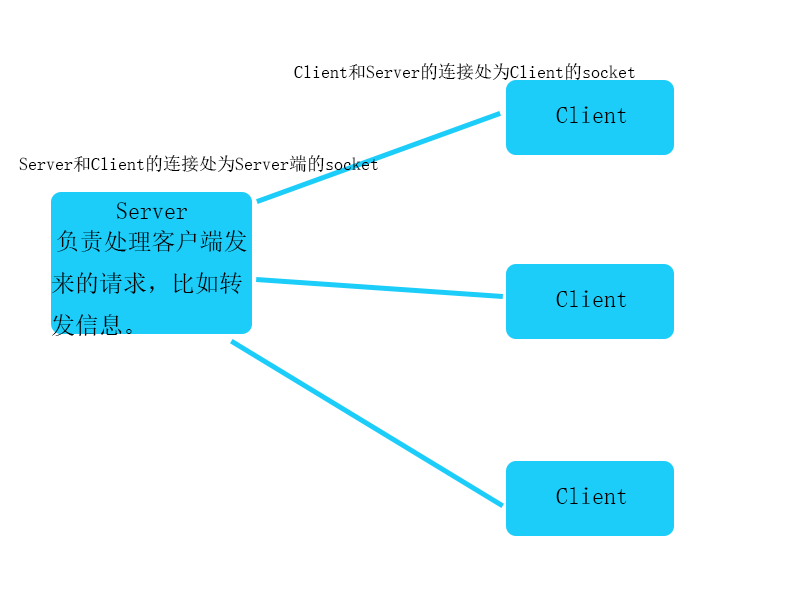 Client和Server的连接处为Client的socket
Client
Server和Client的连接处为Server端的socket
Server
负责处理客户端发
来的请求，比如转
发信息。
Client
Client